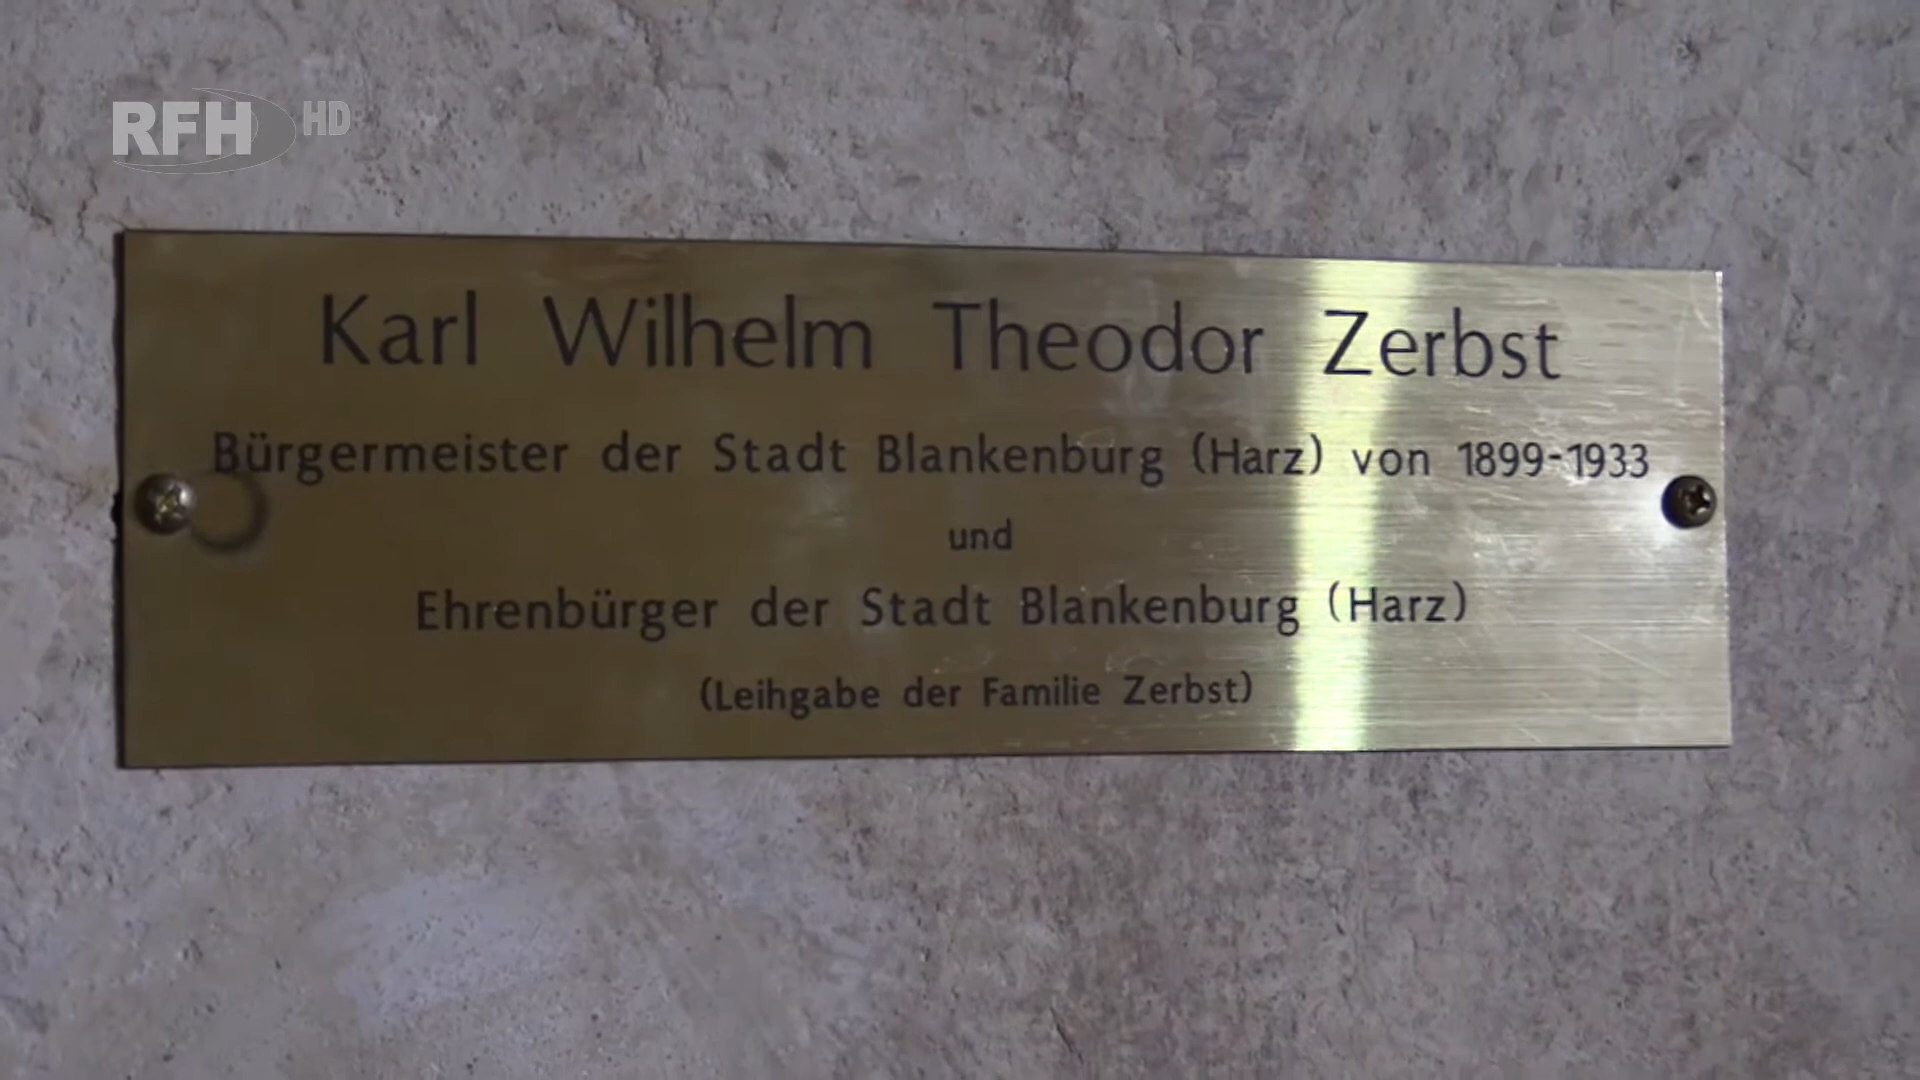 RFH HD
Karl Wilhelm Theodor Zerbst
Bürgermeister der Stadt Blankenburg (Harz) von 1899-1933
und
Ehrenbürger der Stadt Blankenburg (Harz)
(Leihgabe der Familie Zerbst)